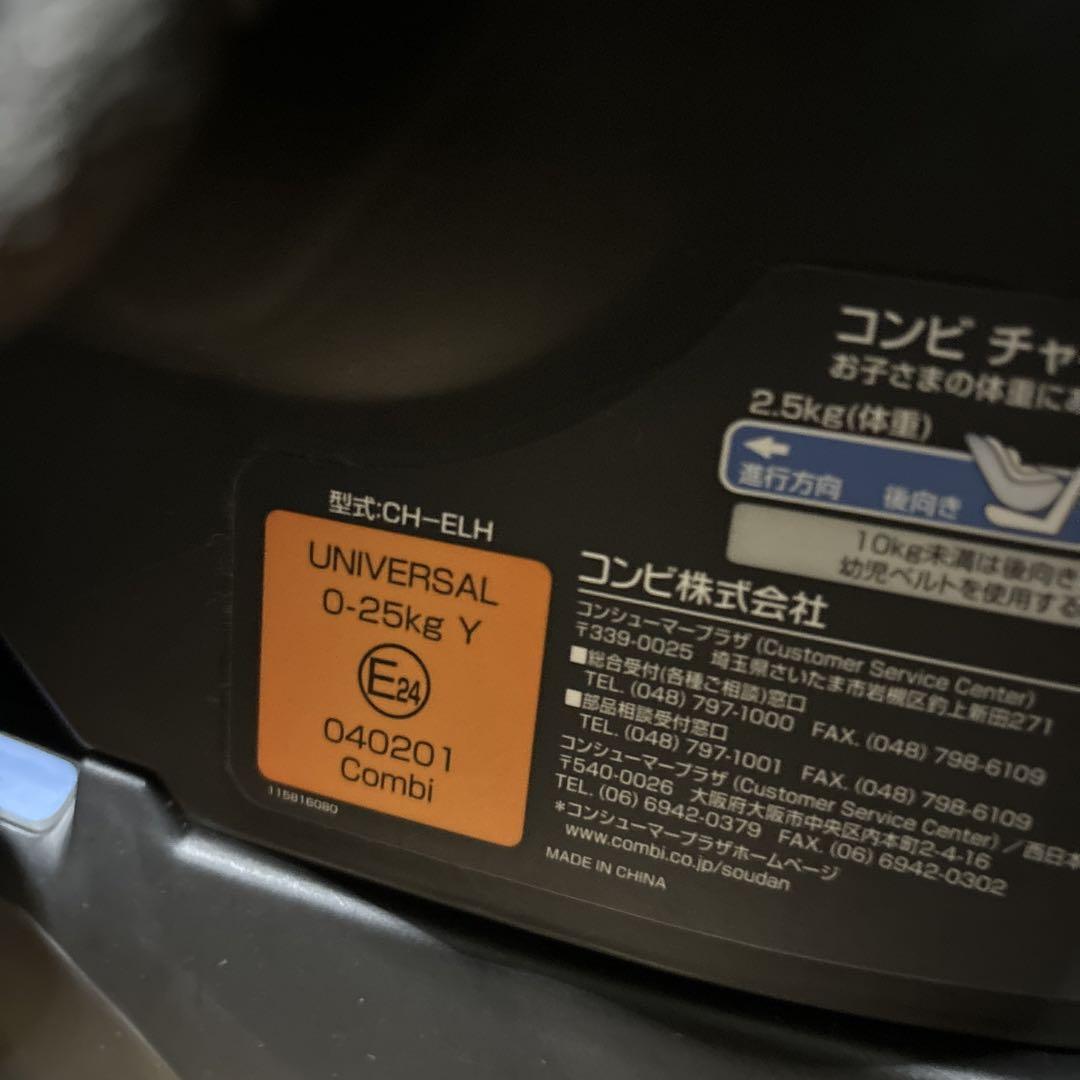 コンビ チャ
お子さまの体重にあ
2.5kg(体重)
進行方向 後向き
10kg未満は後向き
幼児ベルトを使用する
型式:CH-ELH
UNIVERSAL
0-25kg Y
E24
040201
Combi
115816080
コンビ株式会社
コンシューマープラザ (Customer Service Center)
〒339-0025 埼玉県さいたま市岩槻区釣上新田271
■総合受付(各種ご相談)窓口
TEL. (048) 797-1000 FAX. (048) 798-6109
■部品相談受付窓口
TEL. (048) 797-1001 FAX. (048) 798-6109
コンシューマープラザ (Customer Service Center) /西日本
〒540-0026 大阪府大阪市中央区内本町2-4-16
TEL. (06) 6942-0379 FAX. (06) 6942-0302
*コンシューマープラザホームページ
www.combi.co.jp/soudan
MADE IN CHINA